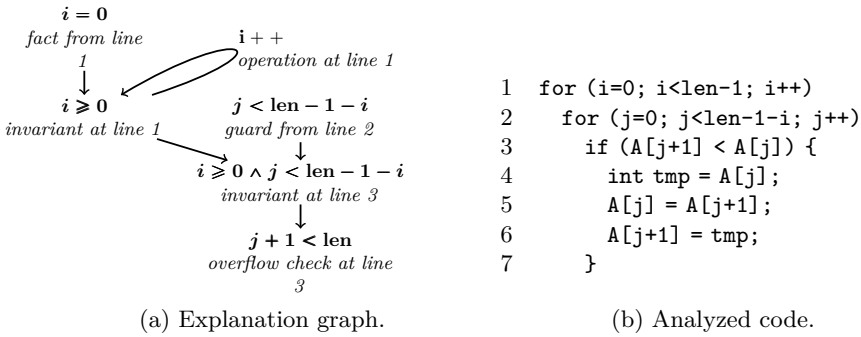 i = 0
fact from line
1
i++
operation at line 1
i ⩾ 0
invariant at line 1
j < len − 1 − i
guard from line 2
i ⩾ 0 ∧ j < len − 1 − i
invariant at line 3
j + 1 < len
overflow check at line
3
(a) Explanation graph.
1 for (i=0; i<len-1; i++)
2 for (j=0; j<len-1-i; j++)
3 if (A[j+1] < A[j]) {
4 int tmp = A[j];
5 A[j] = A[j+1];
6 A[j+1] = tmp;
7 }
(b) Analyzed code.